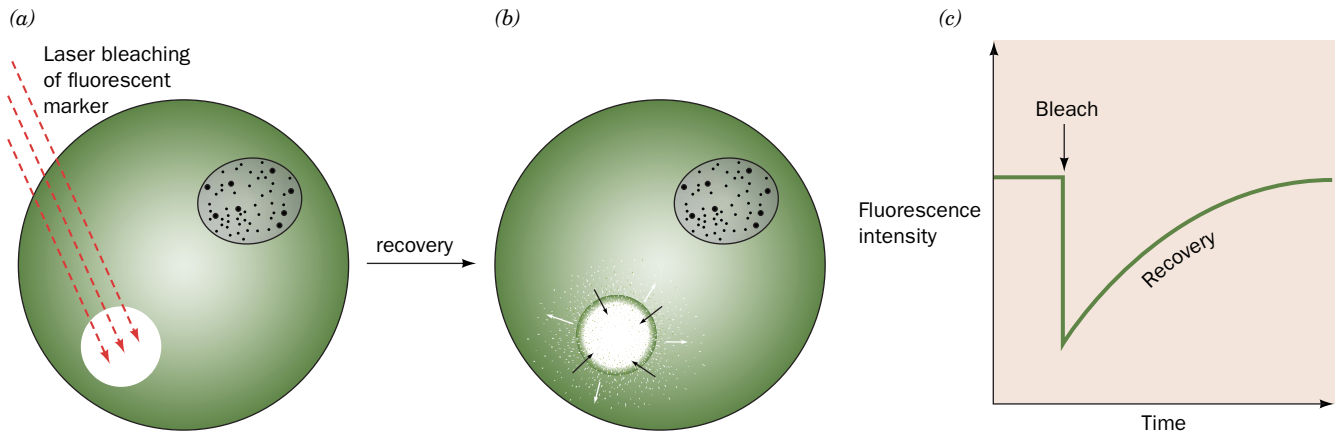 (a)
Laser bleaching
of fluorescent
marker
recovery
(b)
(c)
Fluorescence
intensity
Bleach
Recovery
Time